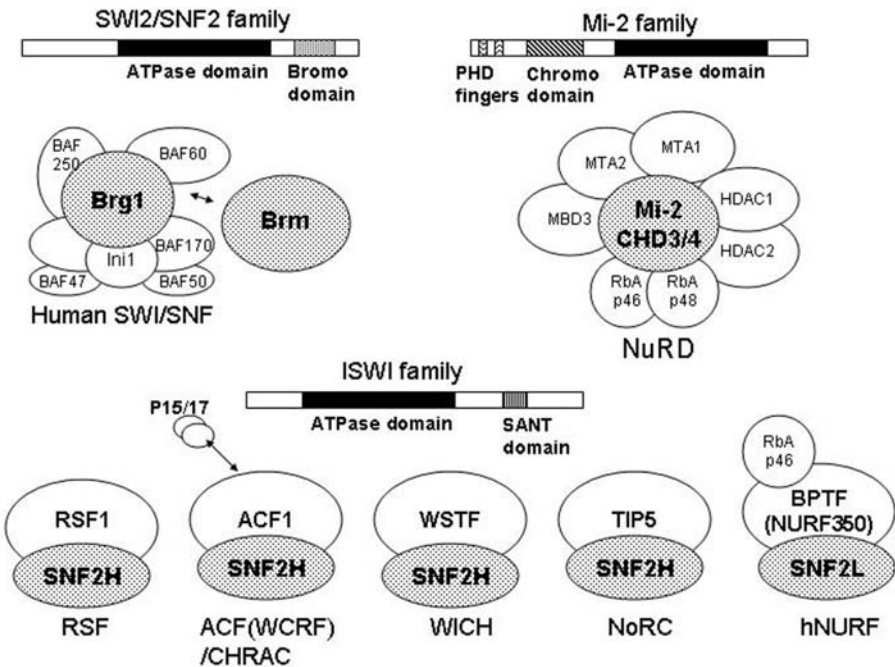 SWI2/SNF2 family
ATPase domain
Bromo
domain
Mi-2 family
PHD
fingers
Chromo
domain
ATPase domain
BAF
250
BAF60
Brg1
Brm
BAF170
Ini1
BAF47
BAF50
Human SWI/SNF
MTA2
MTA1
MBD3
Mi-2
CHD3/4
HDAC1
HDAC2
RbA
p46
RbA
p48
NuRD
ISWI family
ATPase domain
SANT
domain
P15/17
RSF1
SNF2H
RSF
ACF1
SNF2H
ACF(WCRF)
/CHRAC
WSTF
SNF2H
WICH
TIP5
SNF2H
NoRC
RbA
p46
BPTF
(NURF350)
SNF2L
hNURF